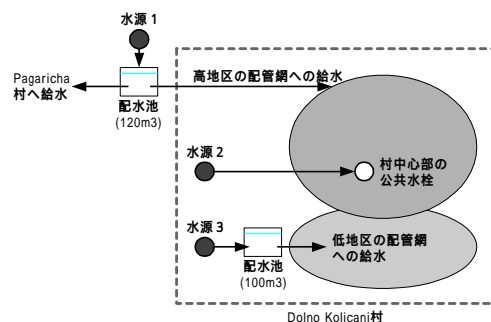 水源 1
Pagaricha
村へ給水
配水池
(120m3)
高地区の配管網への給水
水源 2
村中心部の
公共水栓
水源 3
配水池
(100m3)
低地区の配管網
への給水
Dolno Kolicani村